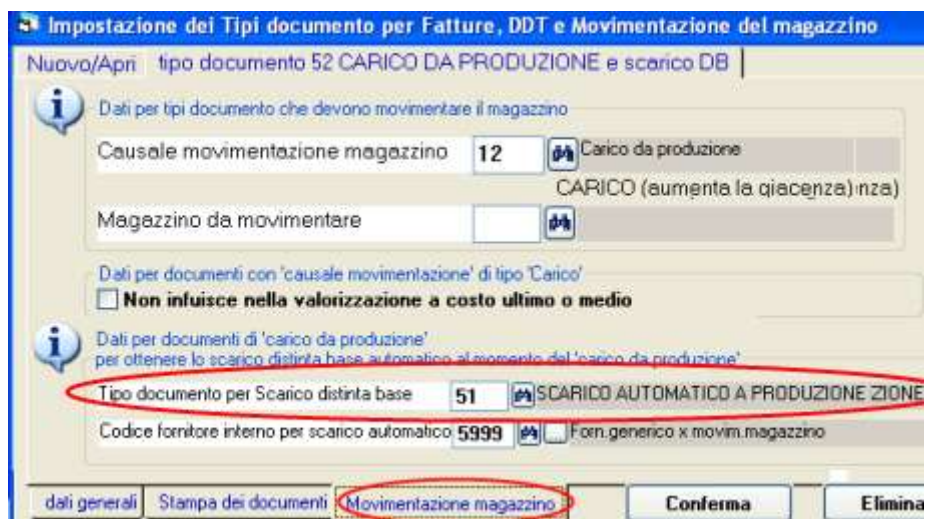 Impostazione dei Tipi documento per Fatture, DDT e Movimentazione del magazzino
Nuovo/Apri tipo documento 52 CARICO DA PRODUZIONE e scarico DB
Dati per tipi documento che devono movimentare il magazzino
Causale movimentazione magazzino 12 Carico da produzione
CARICO (aumenta la giacenza) nza)
Magazzino da movimentare
Dati per documenti con 'causale movimentazione' di tipo 'Carico'
Non infuisce nella valorizzazione a costo ultimo o medio
Dati per documenti di 'carico da produzione'
per ottenere lo scarico distinta base automatico al momento del 'carico da produzione'
Tipo documento per Scarico distinta base 51 SCARICO AUTOMATICO A PRODUZIONE ZIONE
Codice fornitore interno per scarico automatico 5999 Forn.generico x movim.magazzino
dati generali Stampa dei documenti Movimentazione magazzino Conferma Elimina